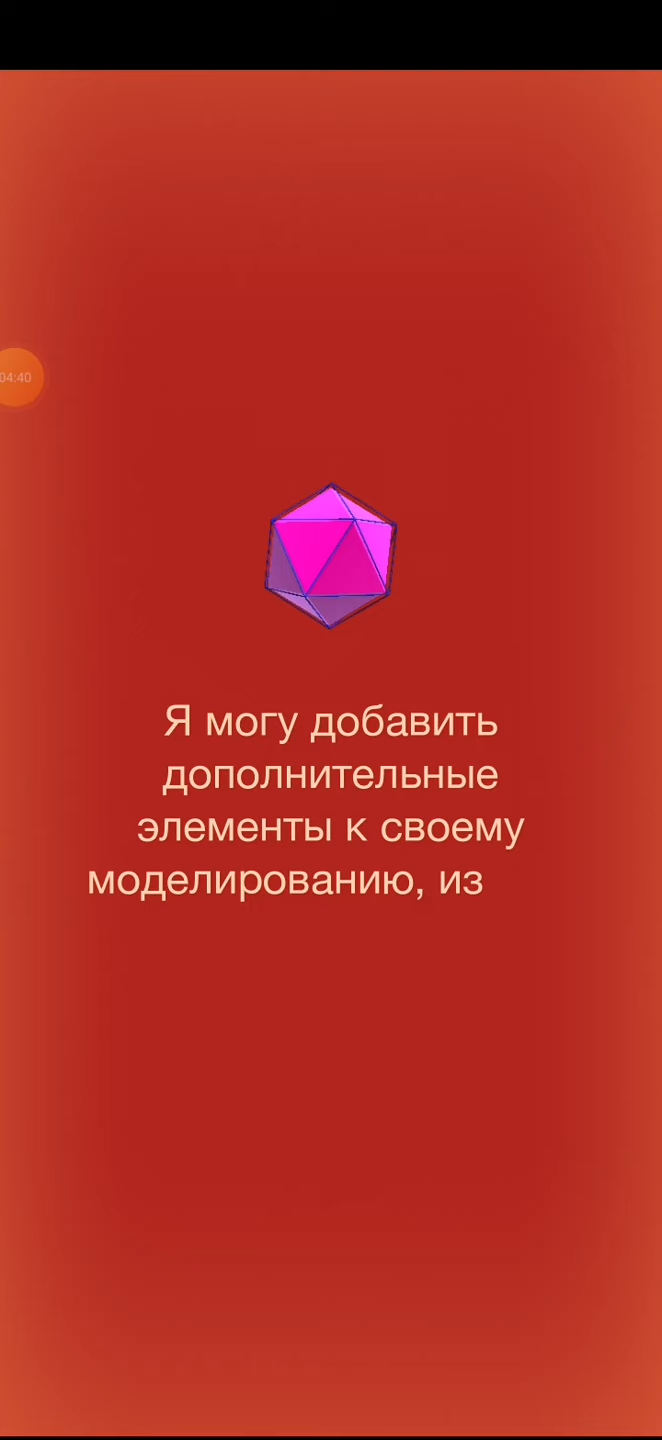 04:40
Я могу добавить
дополнительные
элементы к своему
моделированию, из